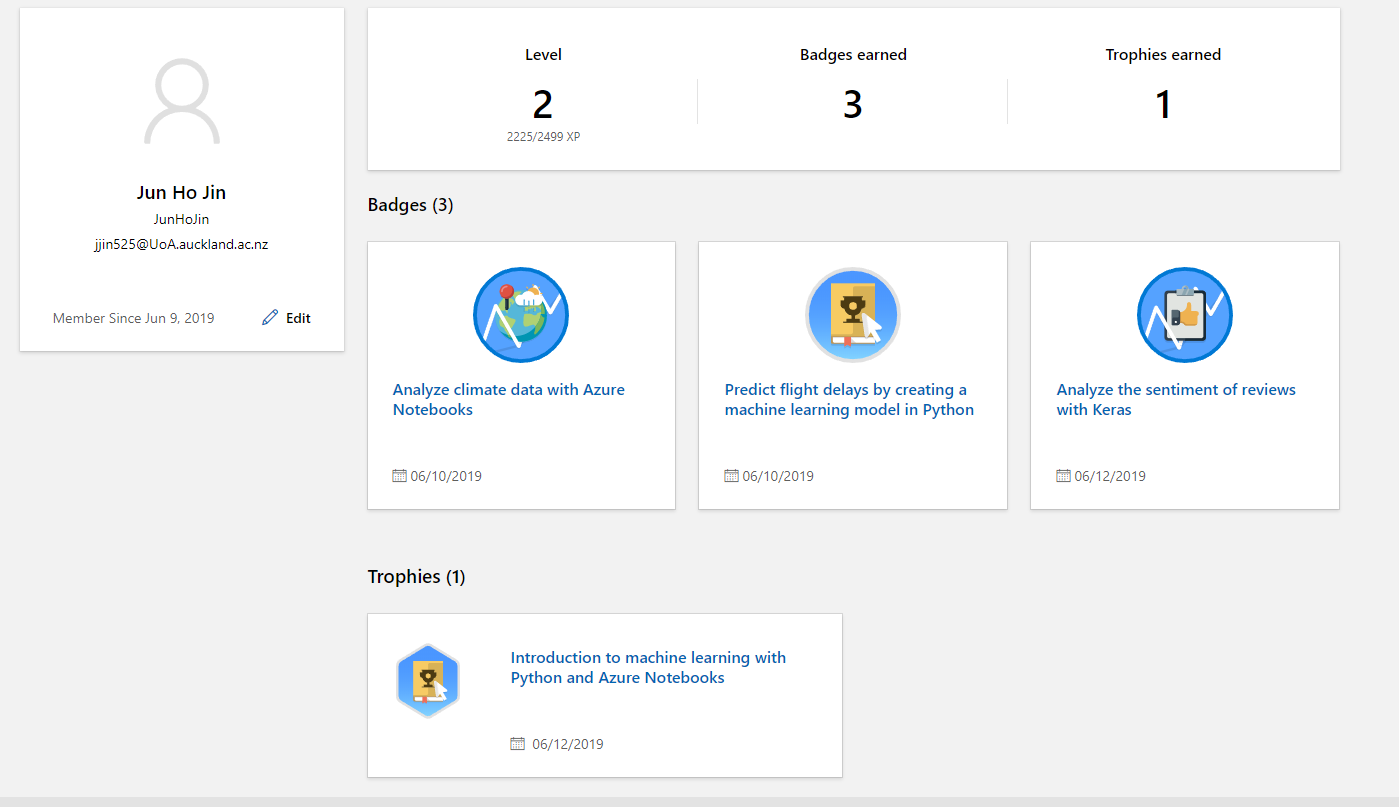 Jun Ho Jin
JunHoJin
jjin525@UoA.auckland.ac.nz
Member Since Jun 9, 2019
Edit
Level
2
2225/2499 XP
Badges earned
3
Trophies earned
1
Badges (3)
Analyze climate data with Azure
Notebooks
06/10/2019
Predict flight delays by creating a
machine learning model in Python
06/10/2019
Analyze the sentiment of reviews
with Keras
06/12/2019
Trophies (1)
Introduction to machine learning with
Python and Azure Notebooks
06/12/2019